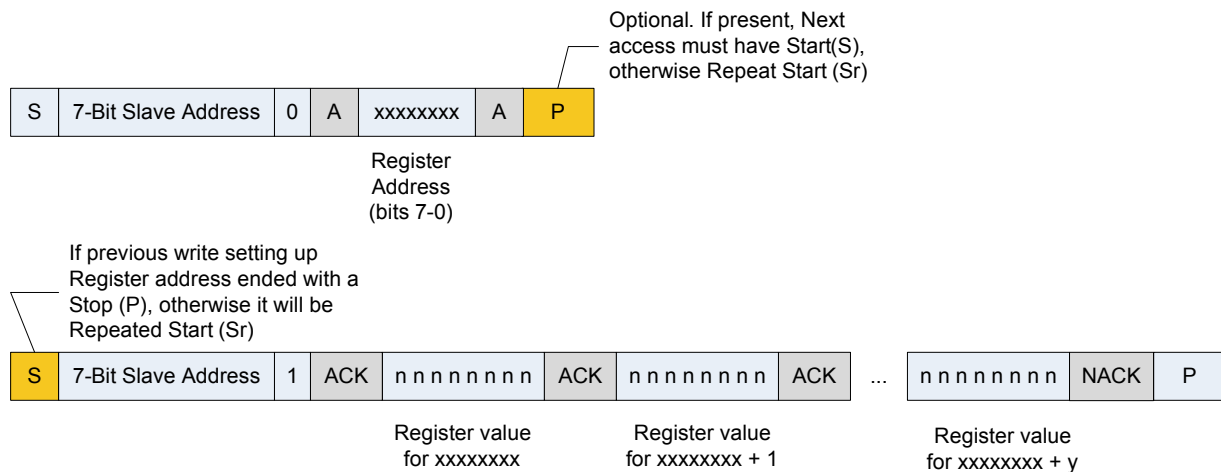 Optional. If present, Next
access must have Start(S),
otherwise Repeat Start (Sr)
S 7-Bit Slave Address 0 A xxxxxxxx A P
Register
Address
(bits 7-0)
If previous write setting up
Register address ended with a
Stop (P), otherwise it will be
Repeated Start (Sr)
S 7-Bit Slave Address 1 ACK n n n n n n n n ACK n n n n n n n n ACK ... n n n n n n n n NACK P
Register value
for xxxxxxxx
Register value
for xxxxxxxx + 1
Register value
for xxxxxxxx + y